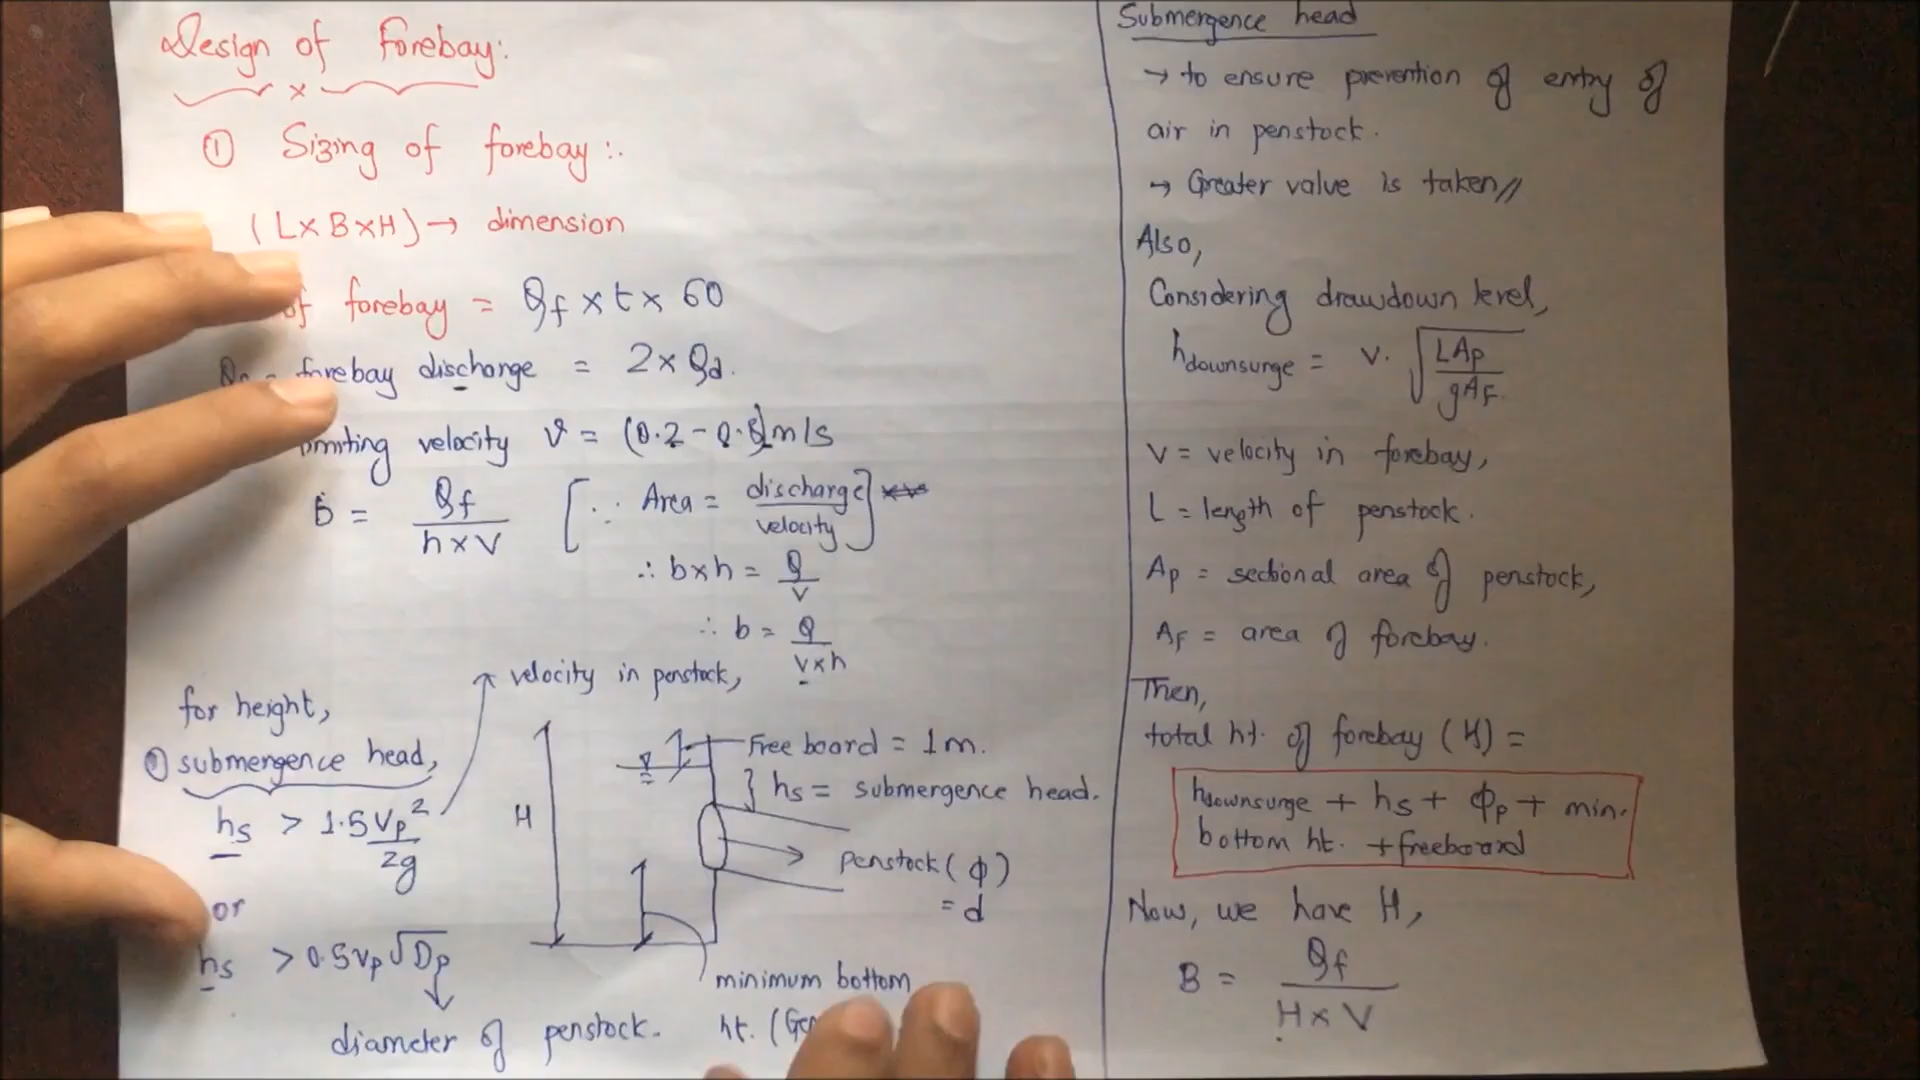 Design of Forebay:
x
① Sizing of forebay :.
(L x B x H) → dimension
of forebay = Qf x t x 60
forebay discharge = 2 x Qd.
velocity v = (0.2 - 0. m/s
B = Qf / h x V [∵ Area = discharge / velocity]
∴ b x h = Q / v
∴ b = Q / v x h
velocity in penstock,
for height,
submergence head,
hs > 1.5 Vp² / 2g
or
hs > 0.5 Vp √Dp
diameter of penstock.
H
Free board = 1m.
hs = submergence head.
Penstock (ϕ)
= d
minimum bottom
ht. (
Submergence head
→ to ensure prevention of entry of
air in penstock.
→ Greater value is taken//
Also,
Considering drawdown level,
hdownsurge = v. √(LAp / gAF.)
V = velocity in forebay,
L = length of penstock.
Ap = sectional area of penstock,
AF = area of forebay.
Then,
total ht. of forebay (H) =
hdownsurge + hs + ϕp + min.
bottom ht. + freeboard
Now, we have H,
B = Qf / H x V